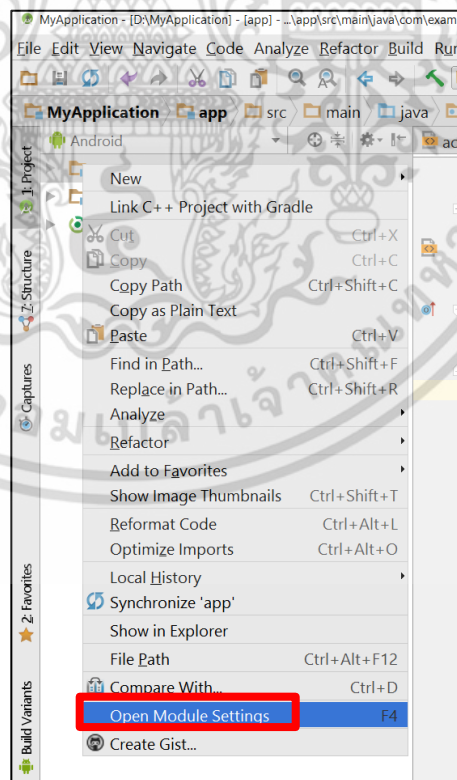 MyApplication - [D:\MyApplication] - [app] - ...\app\src\main\java\com\exam
File Edit View Navigate Code Analyze Refactor Build Ru
MyApplication app src main java
Android ac
1: Project
7: Structure
Captures
2: Favorites
Build Variants
New
Link C++ Project with Gradle
Cut Ctrl+X
Copy Ctrl+C
Copy Path Ctrl+Shift+C
Copy as Plain Text
Paste Ctrl+V
Find in Path... Ctrl+Shift+F
Replace in Path... Ctrl+Shift+R
Analyze
Refactor
Add to Favorites
Show Image Thumbnails Ctrl+Shift+T
Reformat Code Ctrl+Alt+L
Optimize Imports Ctrl+Alt+O
Local History
Synchronize 'app'
Show in Explorer
File Path Ctrl+Alt+F12
Compare With... Ctrl+D
Open Module Settings F4
Create Gist...